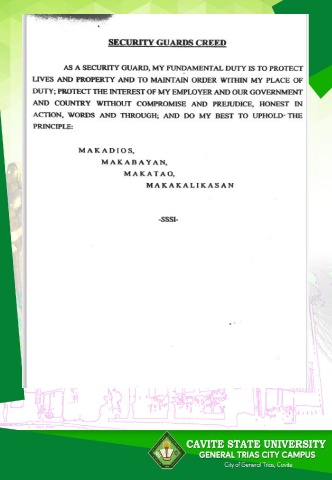 SECURITY GUARDS CREED
AS A SECURITY GUARD, MY FUNDAMENTAL DUTY IS TO PROTECT
LIVES AND PROPERTY AND TO MAINTAIN ORDER WITHIN MY PLACE OF
DUTY; PROTECT THE INTEREST OF MY EMPLOYER AND OUR GOVERNMENT
AND COUNTRY WITHOUT COMPROMISE AND PREJUDICE, HONEST IN
ACTION, WORDS AND THROUGH; AND DO MY BEST TO UPHOLD THE
PRINCIPLE:
MAKADIOS,
MAKABAYAN,
MAKATAO,
MAKAKALIKASAN
-SSSI-
CAVITE STATE UNIVERSITY
GENERAL TRIAS CITY CAMPUS
City of General Trias, Cavite